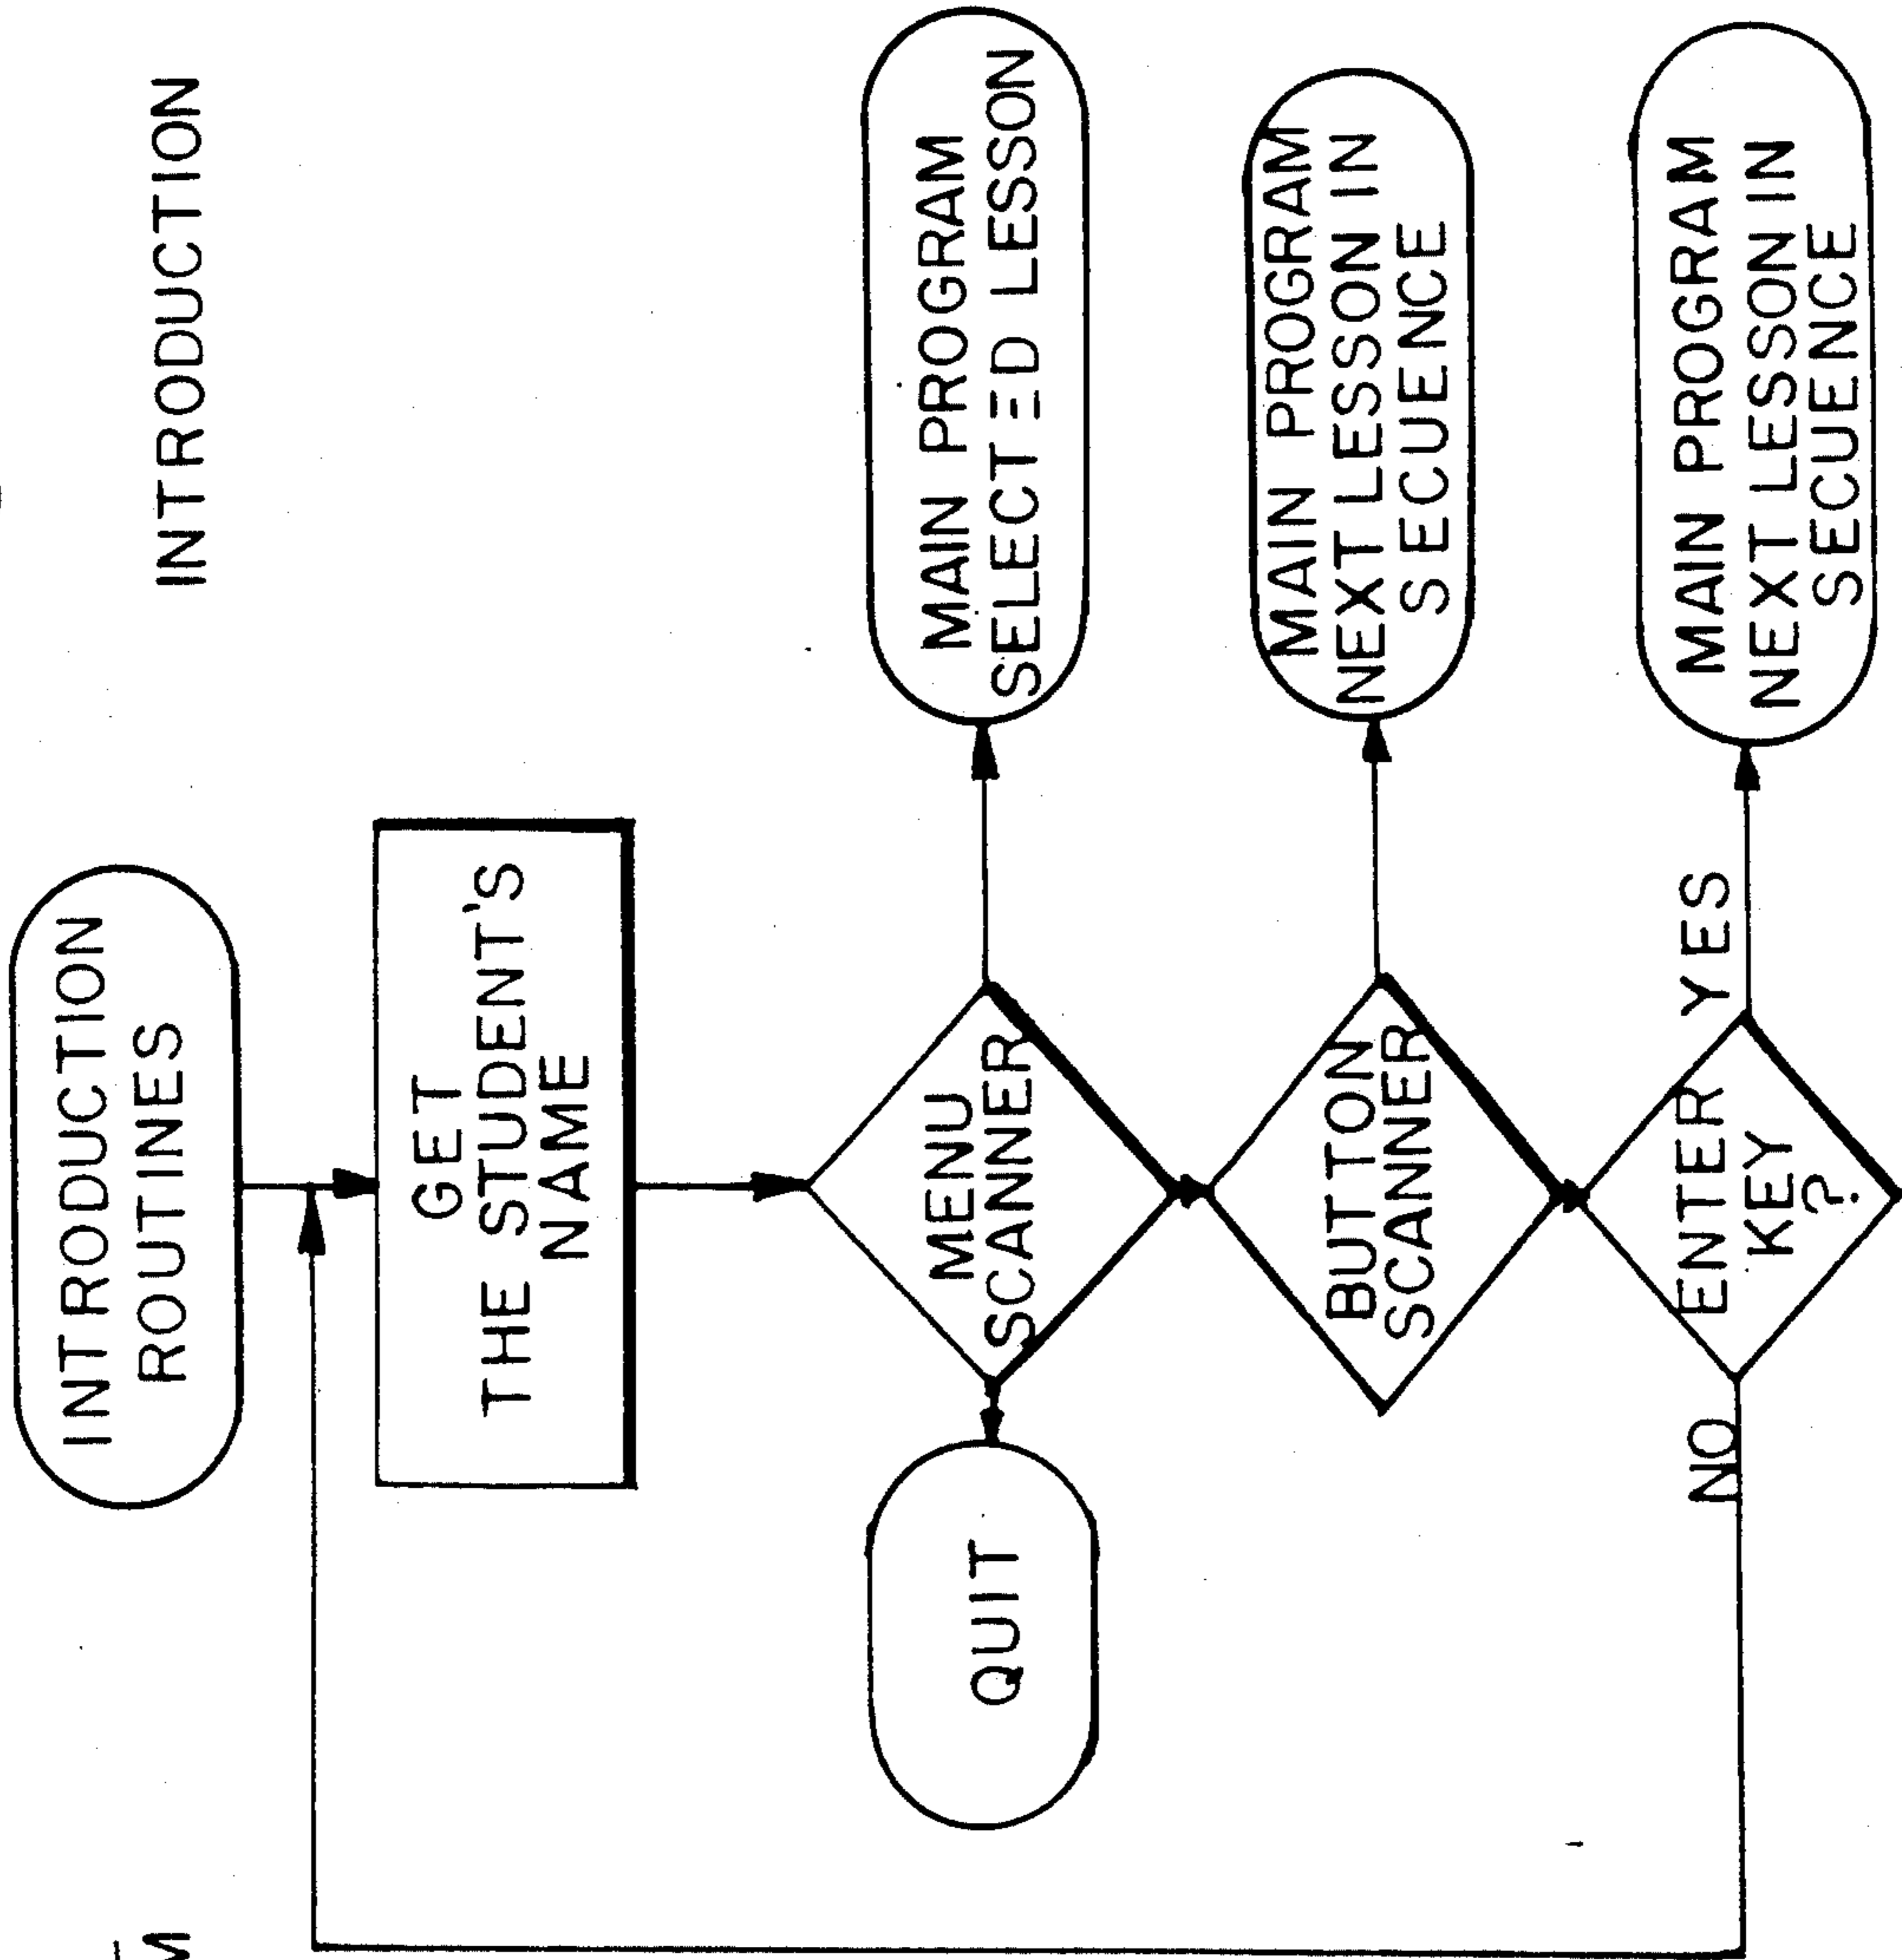 INTRODUCTION
INTRODUCTION
ROUTINES
GET
THE STUDENT'S
NAME
MENU
SCANNER
QUIT
MAIN PROGRAM
SELECTED LESSON
BUTTON
SCANNER
MAIN PROGRAM
NEXT LESSON IN
SECUENCE
ENTER
KEY
?
YES
NO
MAIN PROGRAM
NEXT LESSON IN
SECUENCE